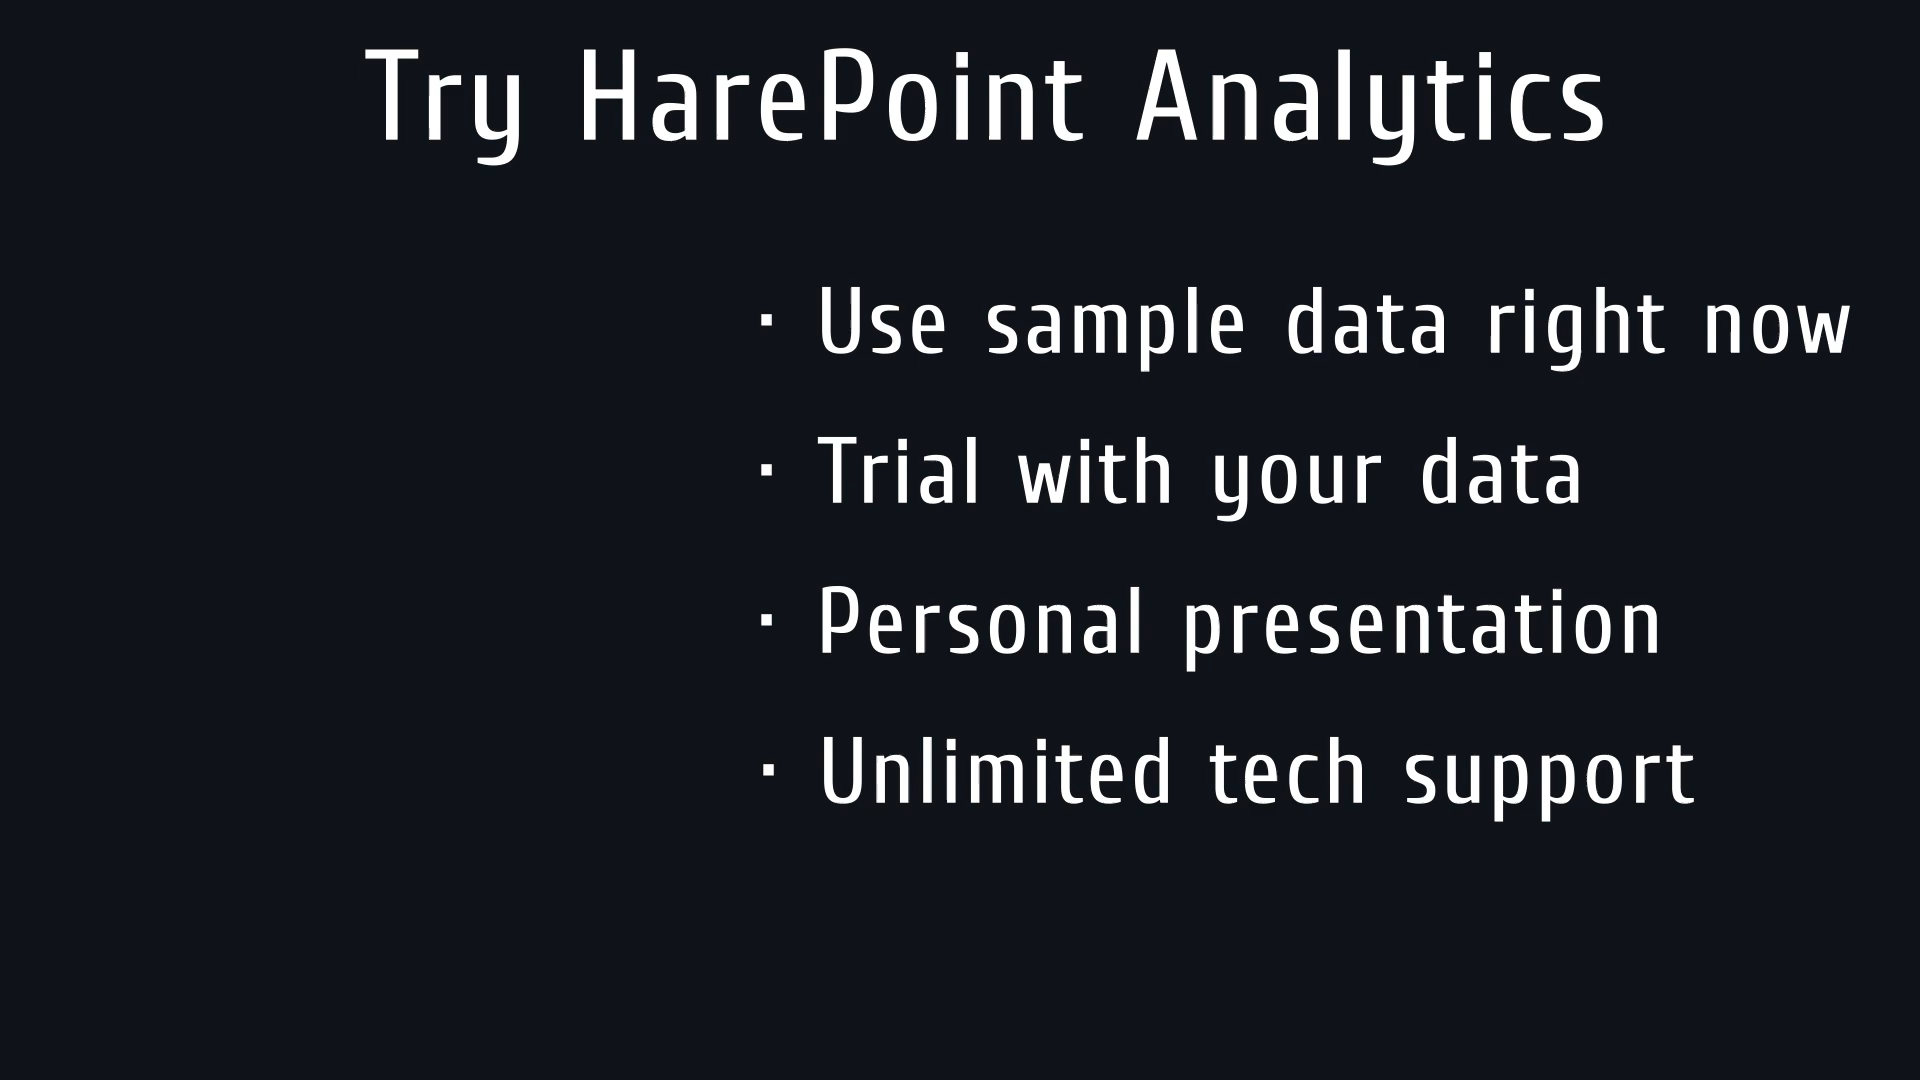 Try HarePoint Analytics
· Use sample data right now
· Trial with your data
· Personal presentation
· Unlimited tech support